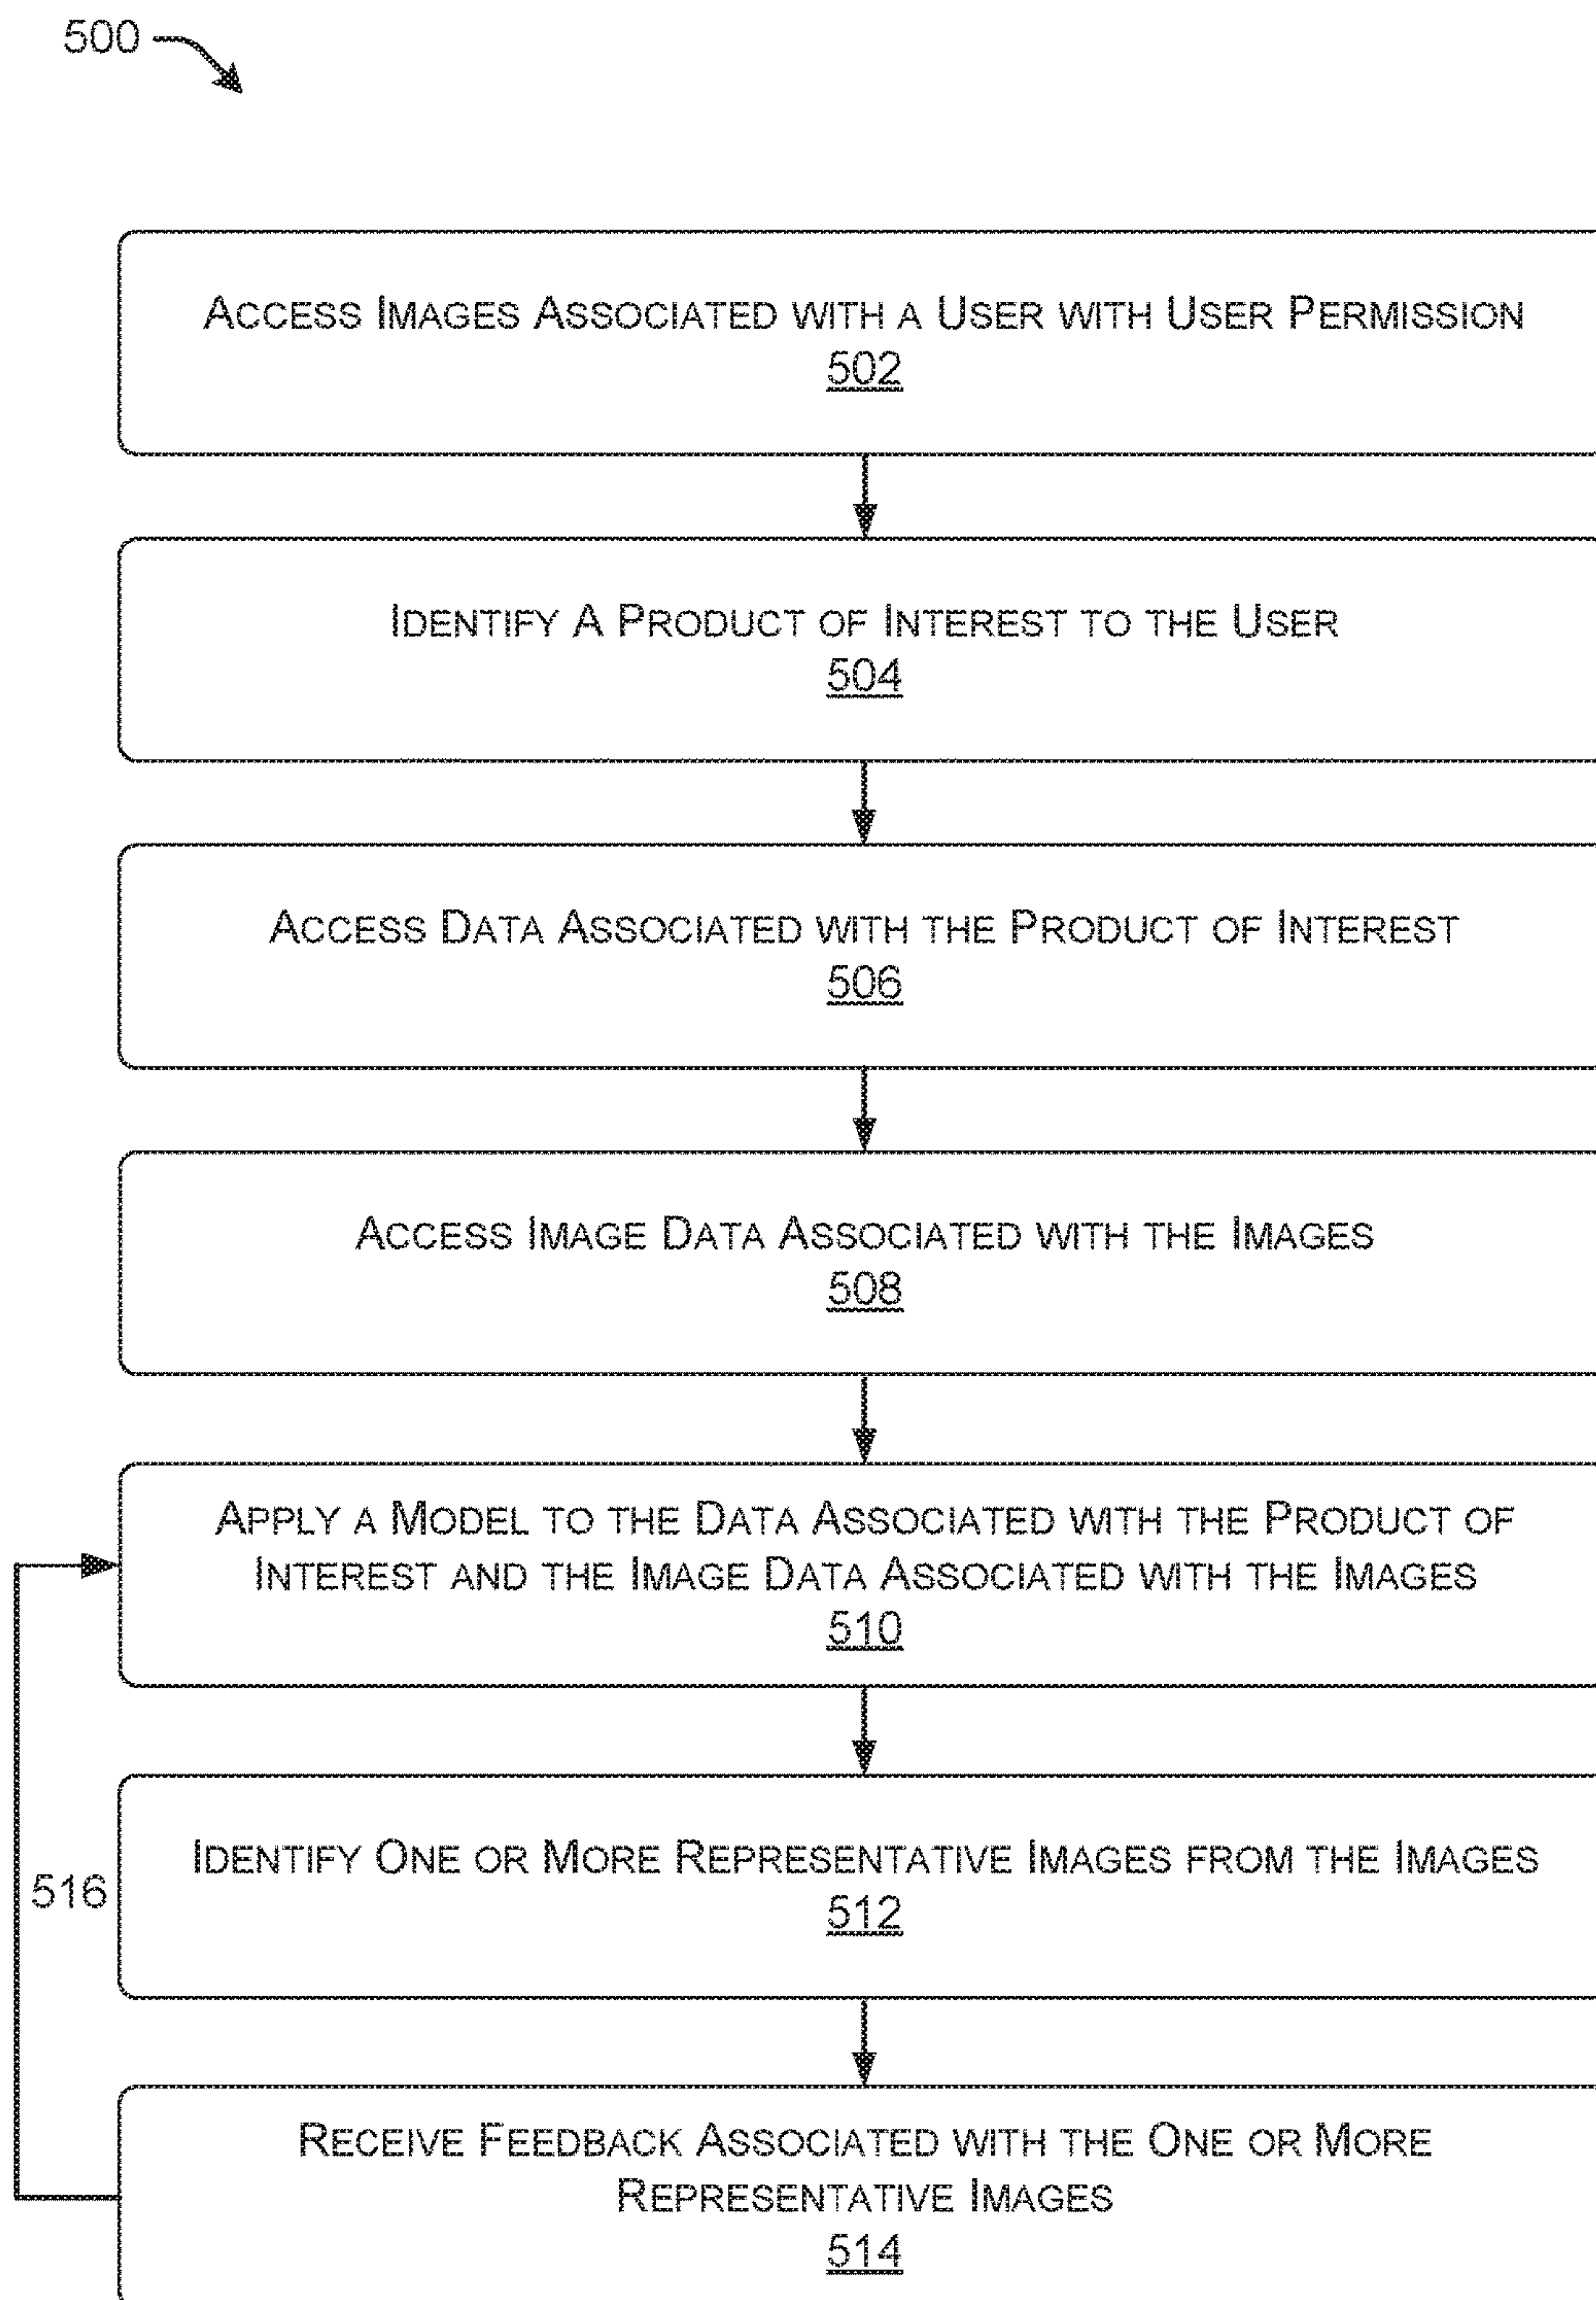 500
ACCESS IMAGES ASSOCIATED WITH A USER WITH USER PERMISSION
502
IDENTIFY A PRODUCT OF INTEREST TO THE USER
504
ACCESS DATA ASSOCIATED WITH THE PRODUCT OF INTEREST
506
ACCESS IMAGE DATA ASSOCIATED WITH THE IMAGES
508
APPLY A MODEL TO THE DATA ASSOCIATED WITH THE PRODUCT OF
INTEREST AND THE IMAGE DATA ASSOCIATED WITH THE IMAGES
510
IDENTIFY ONE OR MORE REPRESENTATIVE IMAGES FROM THE IMAGES
512
516
RECEIVE FEEDBACK ASSOCIATED WITH THE ONE OR MORE
REPRESENTATIVE IMAGES
514